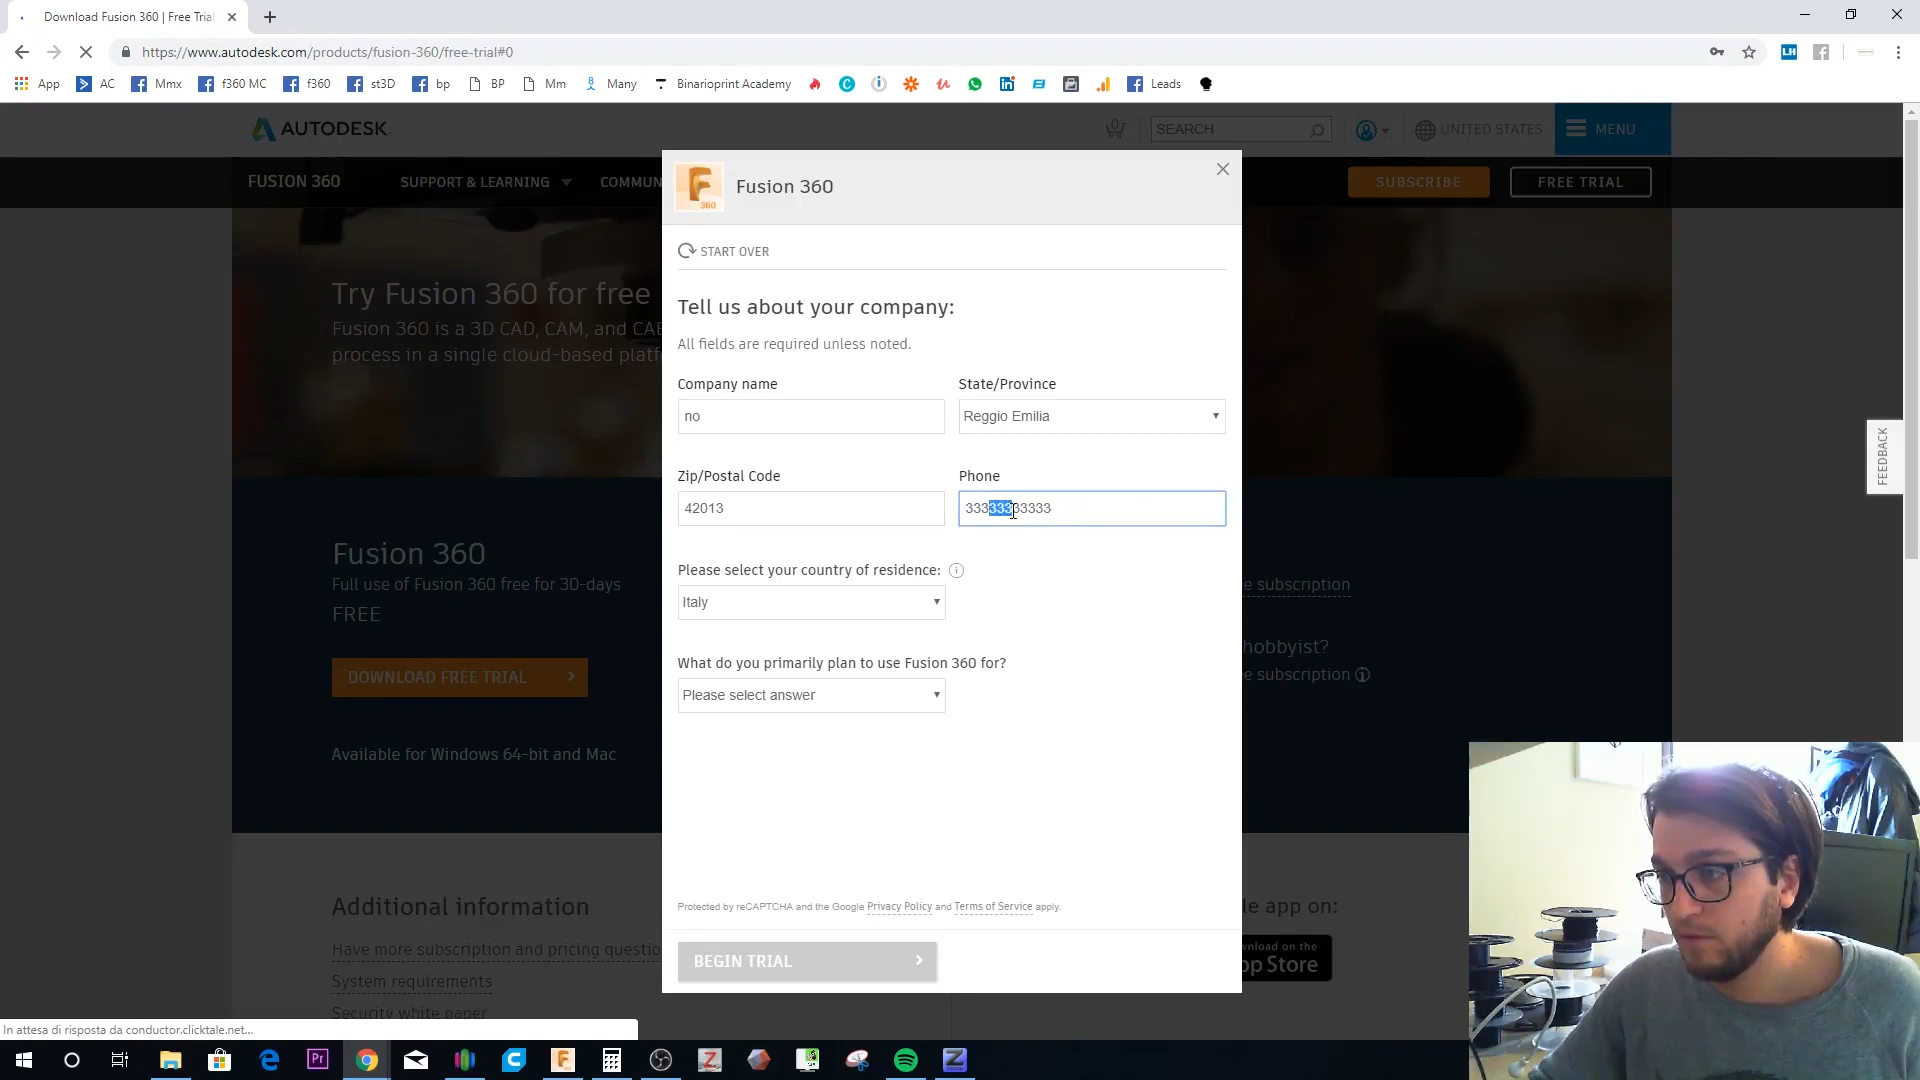 Download Fusion 360 | Free Trial
https://www.autodesk.com/products/fusion-360/free-trial#0
LH
App AC Mmx f360 MC f360 st3D bp BP Mm Many Binarioprint Academy Leads
AUTODESK
0
SEARCH
UNITED STATES
MENU
FUSION 360
SUPPORT & LEARNING
COMMUN
SUBSCRIBE
FREE TRIAL
Try Fusion 360 for free
Fusion 360 is a 3D CAD, CAM, and CAE
process in a single cloud-based platf
Fusion 360
Full use of Fusion 360 free for 30-days
FREE
DOWNLOAD FREE TRIAL
Available for Windows 64-bit and Mac
Additional information
Have more subscription and pricing questio
System requirements
Security white paper
360
Fusion 360
START OVER
Tell us about your company:
All fields are required unless noted.
Company name
no
State/Province
Reggio Emilia
Zip/Postal Code
42013
Phone
33333333333
Please select your country of residence:
Italy
What do you primarily plan to use Fusion 360 for?
Please select answer
Protected by reCAPTCHA and the Google Privacy Policy and Terms of Service apply.
BEGIN TRIAL
e subscription
hobbyist?
e subscription
le app on:
wnload on the
pp Store
FEEDBACK
In attesa di risposta da conductor.clicktale.net...
Pr